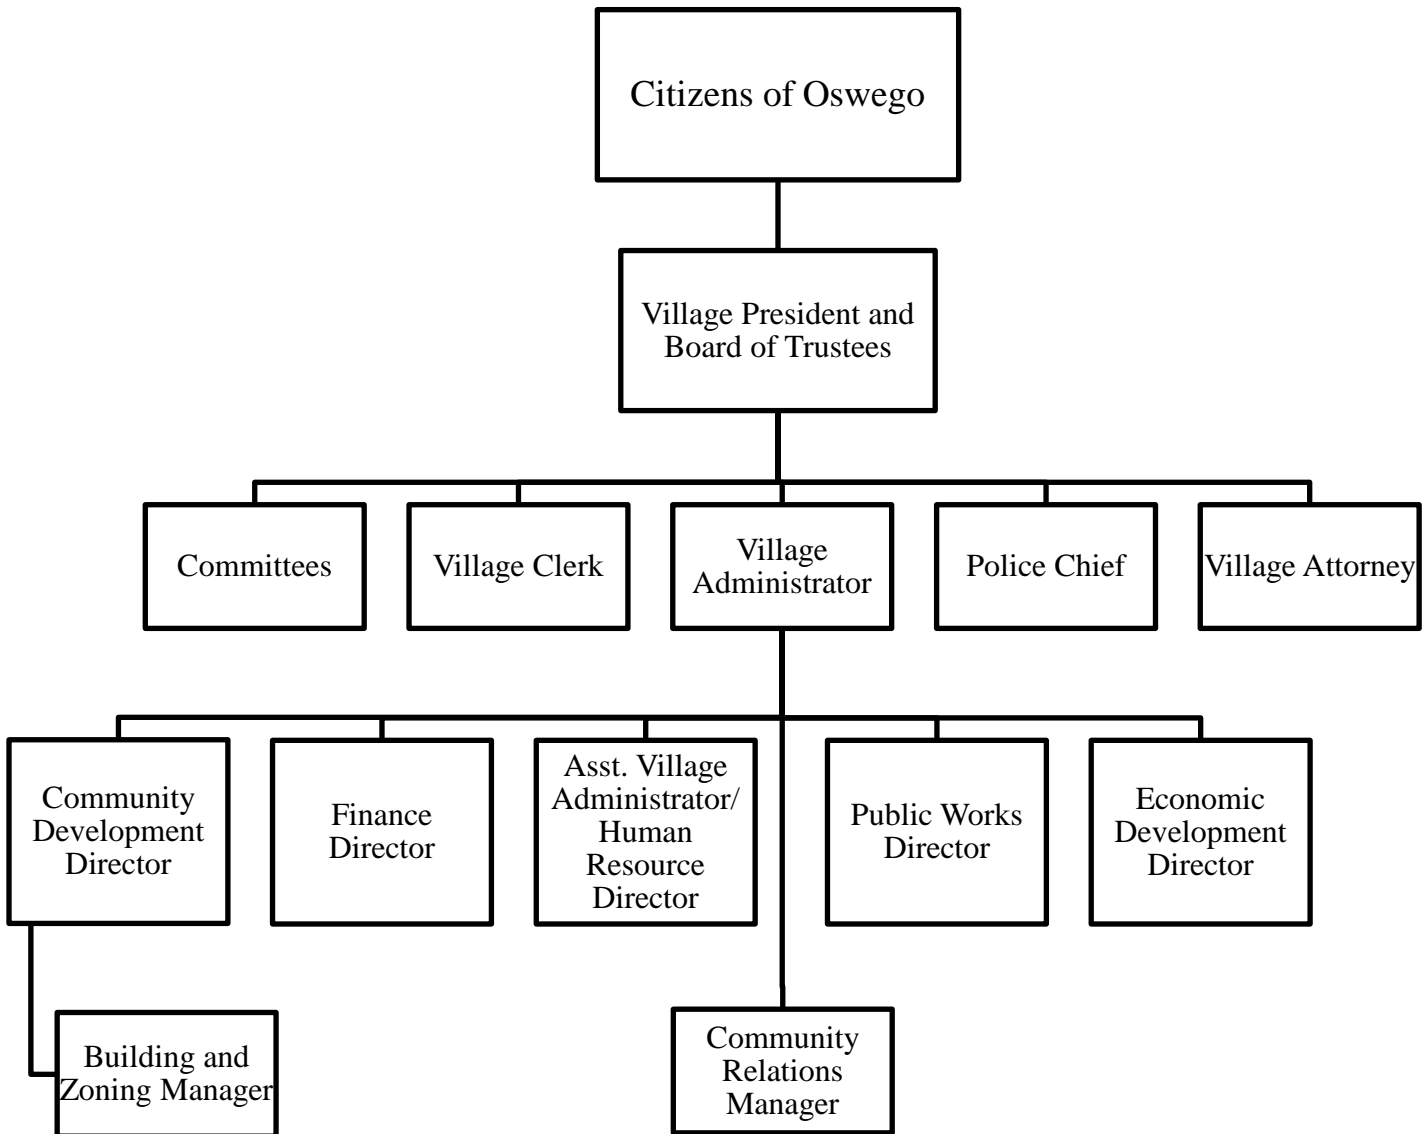 Citizens of Oswego
Village President and
Board of Trustees
Committees
Village Clerk
Village
Administrator
Police Chief
Village Attorney
Community
Development
Director
Finance
Director
Asst. Village
Administrator/
Human
Resource
Director
Public Works
Director
Economic
Development
Director
Building and
Zoning Manager
Community
Relations
Manager